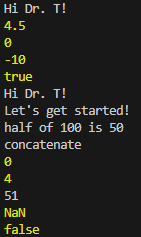 Hi Dr. T!
4.5
0
-10
true
Hi Dr. T!
Let's get started!
half of 100 is 50
concatenate
0
4
51
NaN
false